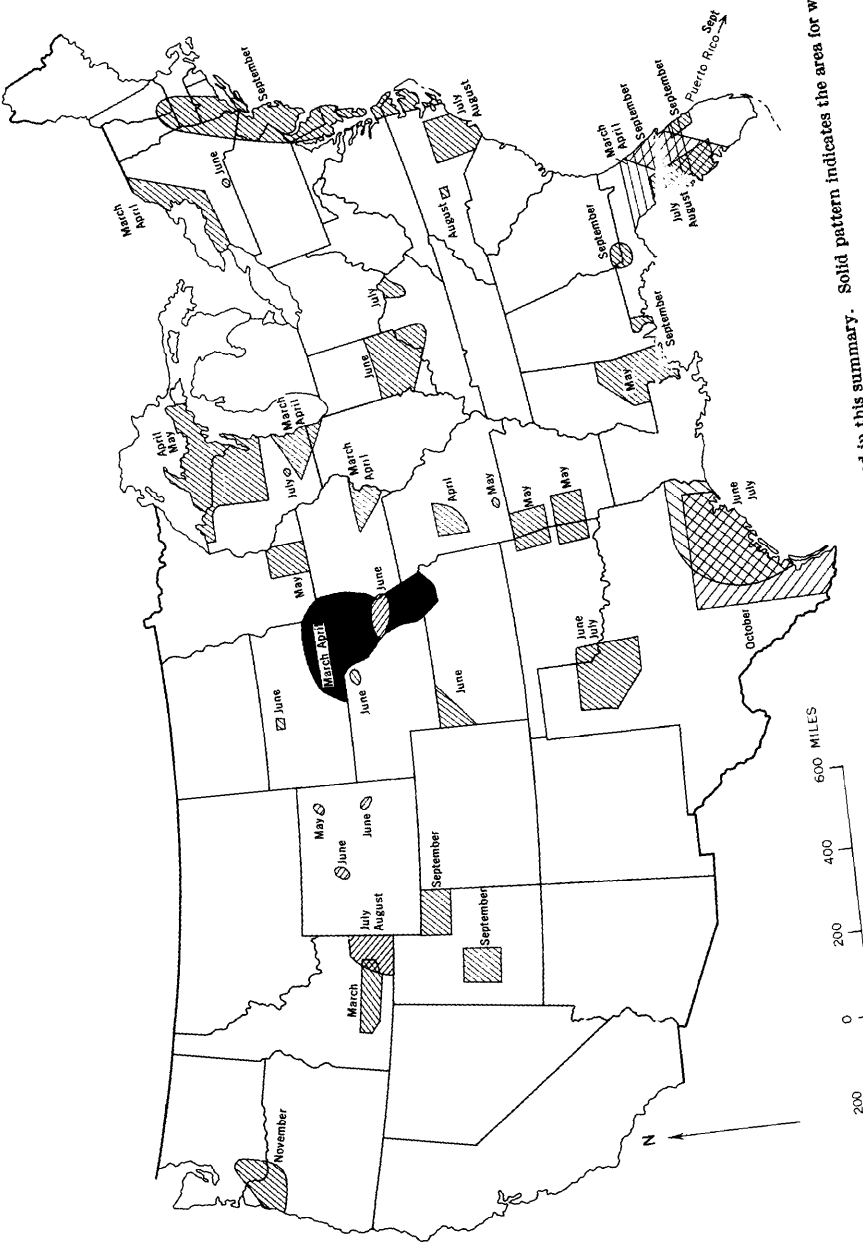 March
April
September
June
July
August
August
March
April
September
September
Puerto Rico
Sept
July
August
September
September
April
May
July
March
April
July
June
March
April
April
May
May
May
May
May
June
July
October
March April
June
June
June
June
June
July
May
June
June
July
August
March
September
September
November
N
200 0 200 400 600 MILES
in this summary. Solid pattern indicates the area for w